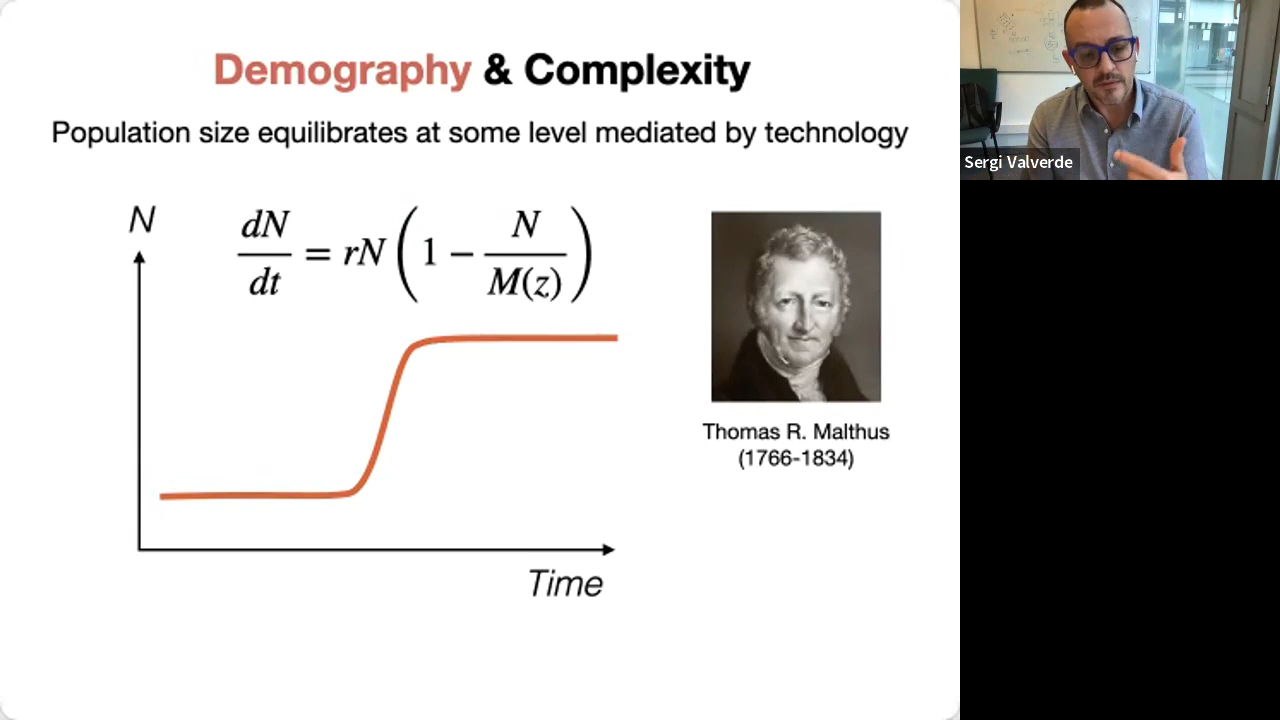 Demography & Complexity
Population size equilibrates at some level mediated by technology
N
dN/dt = rN(1 − N/M(z))
Time
Thomas R. Malthus
(1766-1834)
Sergi Valverde